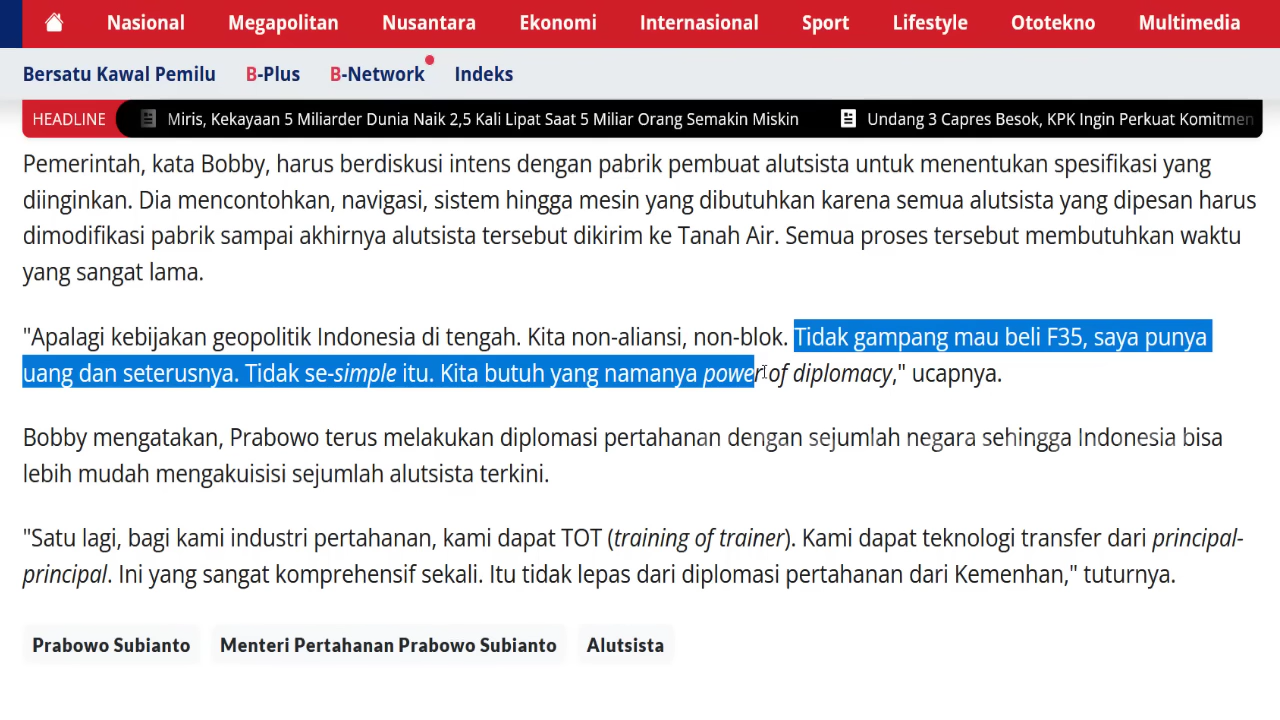 Nasional Megapolitan Nusantara Ekonomi Internasional Sport Lifestyle Ototekno Multimedia
Bersatu Kawal Pemilu B-Plus B-Network Indeks
HEADLINE Miris, Kekayaan 5 Miliarder Dunia Naik 2,5 Kali Lipat Saat 5 Miliar Orang Semakin Miskin Undang 3 Capres Besok, KPK Ingin Perkuat Komitmen
Pemerintah, kata Bobby, harus berdiskusi intens dengan pabrik pembuat alutsista untuk menentukan spesifikasi yang
diinginkan. Dia mencontohkan, navigasi, sistem hingga mesin yang dibutuhkan karena semua alutsista yang dipesan harus
dimodifikasi pabrik sampai akhirnya alutsista tersebut dikirim ke Tanah Air. Semua proses tersebut membutuhkan waktu
yang sangat lama.
"Apalagi kebijakan geopolitik Indonesia di tengah. Kita non-aliansi, non-blok. Tidak gampang mau beli F35, saya punya
uang dan seterusnya. Tidak se-simple itu. Kita butuh yang namanya power of diplomacy," ucapnya.
Bobby mengatakan, Prabowo terus melakukan diplomasi pertahanan dengan sejumlah negara sehingga Indonesia bisa
lebih mudah mengakuisisi sejumlah alutsista terkini.
"Satu lagi, bagi kami industri pertahanan, kami dapat TOT (training of trainer). Kami dapat teknologi transfer dari principal-
principal. Ini yang sangat komprehensif sekali. Itu tidak lepas dari diplomasi pertahanan dari Kemenhan," tuturnya.
Prabowo Subianto Menteri Pertahanan Prabowo Subianto Alutsista